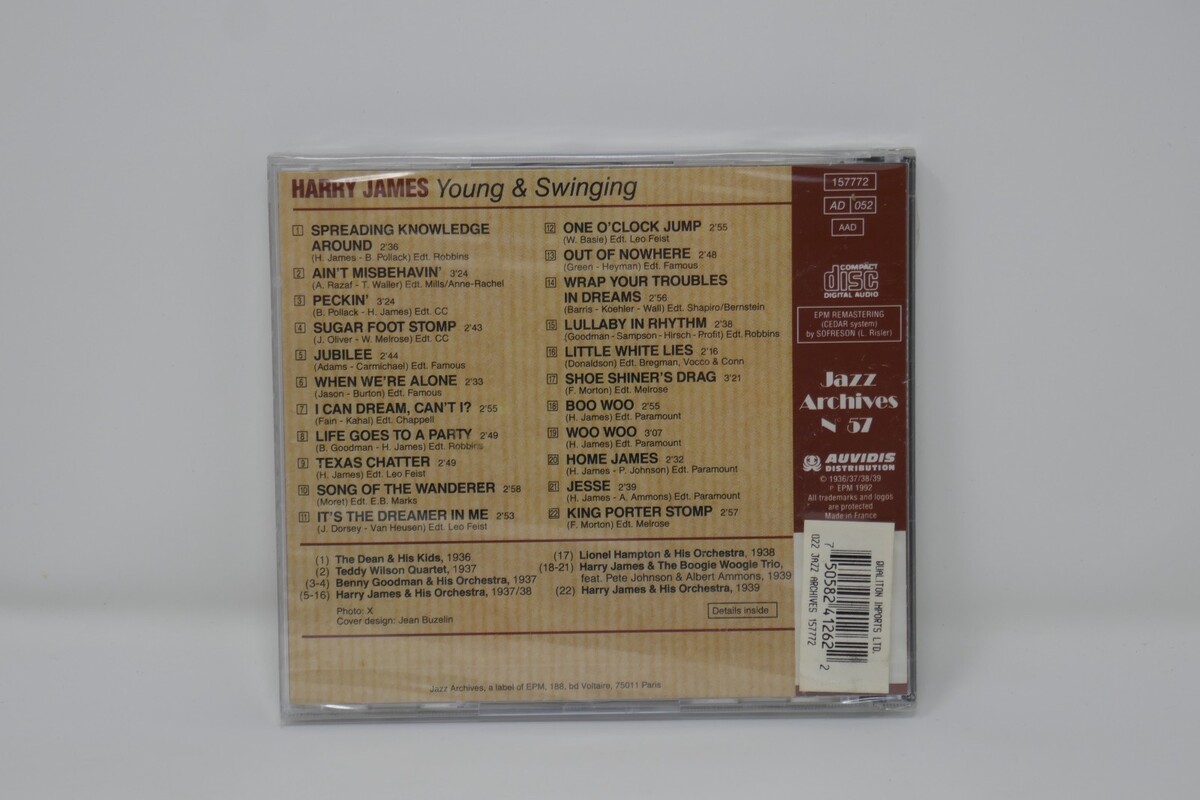 HARRY JAMES Young & Swinging
1 SPREADING KNOWLEDGE
AROUND 2'36
(H. James - B. Pollack) Edt. Robbins
2 AIN'T MISBEHAVIN' 3'24
(A. Razaf - T. Waller) Edt. Mills/Anne-Rachel
3 PECKIN' 3'24
(B. Pollack - H. James) Edt. CC
4 SUGAR FOOT STOMP 2'43
(J. Oliver - W. Melrose) Edt. CC
5 JUBILEE 2'44
(Adams - Carmichael) Edt. Famous
6 WHEN WE'RE ALONE 2'33
(Jason - Burton) Edt. Famous
7 I CAN DREAM, CAN'T I? 2'55
(Fain - Kahal) Edt. Chappell
8 LIFE GOES TO A PARTY 2'49
(B. Goodman - H. James) Edt. Robbins
9 TEXAS CHATTER 2'49
(H. James) Edt. Leo Feist
10 SONG OF THE WANDERER 2'58
(Moret) Edt. E.B. Marks
11 IT'S THE DREAMER IN ME 2'53
(J. Dorsey - Van Heusen) Edt. Leo Feist
12 ONE O'CLOCK JUMP 2'55
(W. Basie) Edt. Leo Feist
13 OUT OF NOWHERE 2'48
(Green - Heyman) Edt. Famous
14 WRAP YOUR TROUBLES
IN DREAMS 2'56
(Barris - Koehler - Wall) Edt. Shapiro/Bernstein
15 LULLABY IN RHYTHM 2'38
(Goodman - Sampson - Hirsch - Profit) Edt. Robbins
16 LITTLE WHITE LIES 2'16
(Donaldson) Edt. Bregman, Vocco & Conn
17 SHOE SHINER'S DRAG 3'21
(F. Morton) Edt. Melrose
18 BOO WOO 2'55
(H. James) Edt. Paramount
19 WOO WOO 3'07
(H. James) Edt. Paramount
20 HOME JAMES 2'32
(H. James - P. Johnson) Edt. Paramount
21 JESSE 2'39
(H. James - A. Ammons) Edt. Paramount
22 KING PORTER STOMP 2'57
(F. Morton) Edt. Melrose
(1) The Dean & His Kids, 1936
(2) Teddy Wilson Quartet, 1937
(3-4) Benny Goodman & His Orchestra, 1937
(5-16) Harry James & His Orchestra, 1937/38
(17) Lionel Hampton & His Orchestra, 1938
(18-21) Harry James & The Boogie Woogie Trio,
feat. Pete Johnson & Albert Ammons, 1939
(22) Harry James & His Orchestra, 1939
Photo: X
Cover design: Jean Buzelin
Details inside
Jazz Archives, a label of EPM, 188, bd Voltaire, 75011 Paris
157772
AD 052
AAD
COMPACT
disc
DIGITAL AUDIO
EPM REMASTERING
(CEDAR system)
by SOFRESON (L. Risler)
Jazz
Archives
N° 57
AUVIDIS
DISTRIBUTION
© 1936/37/38/39
℗ EPM 1992
All trademarks and logos
are protected
Made in France
QUALITON IMPORTS LTD.
7 50582 41262 2
022 JAZZ ARCHIVES 157772